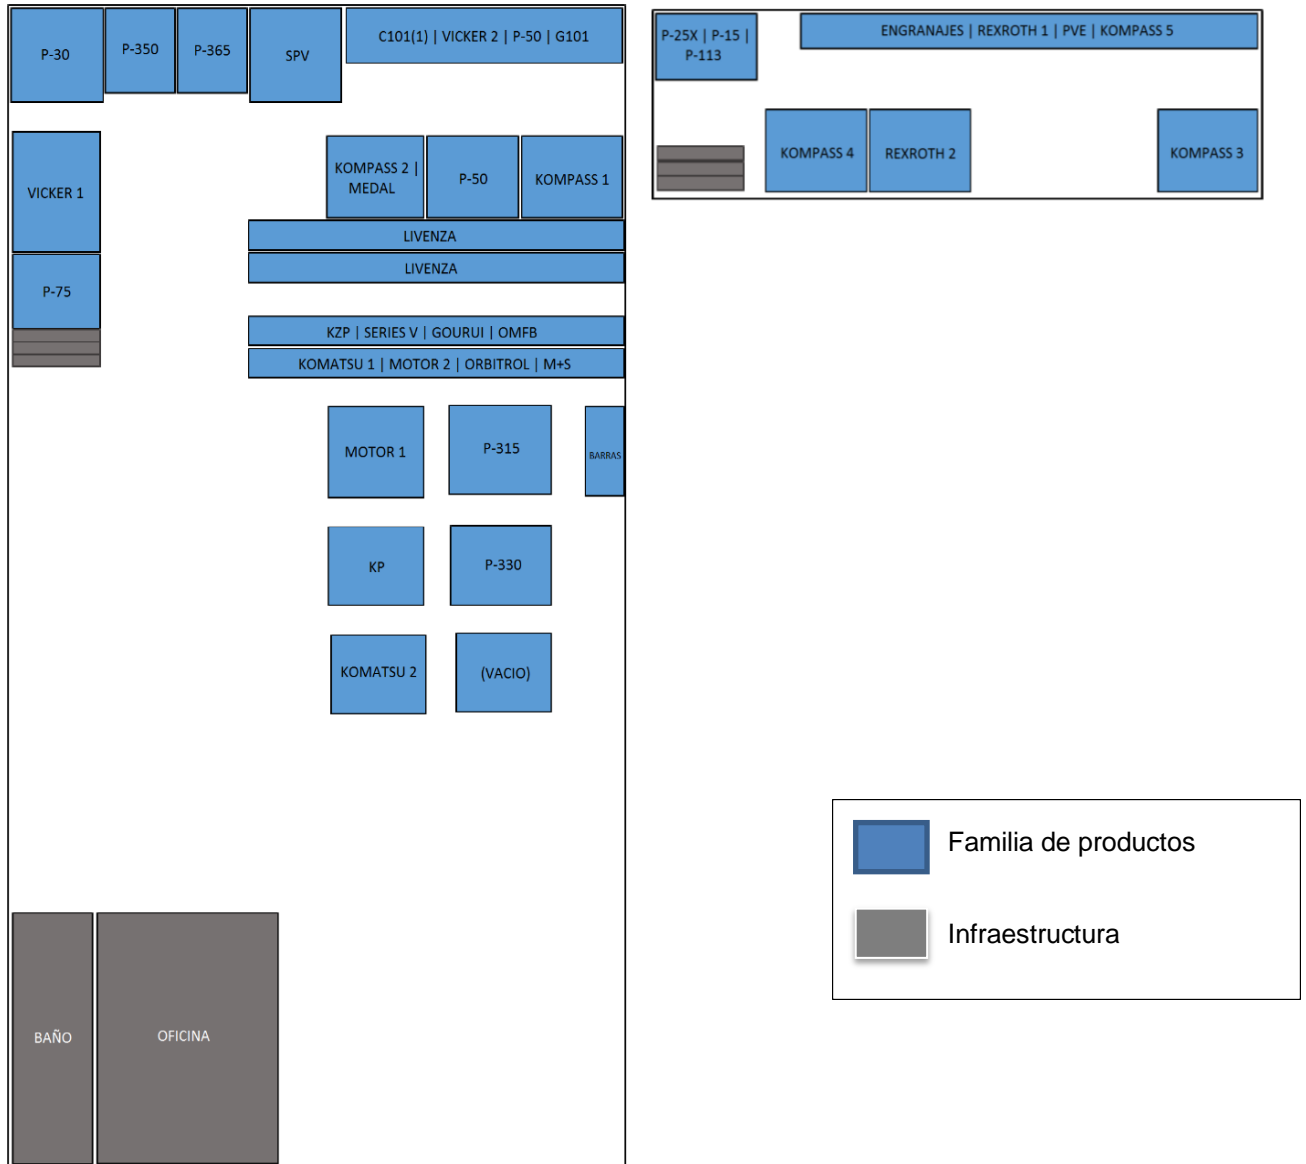 P-30
P-350
P-365
SPV
C101(1) | VICKER 2 | P-50 | G101
VICKER 1
KOMPASS 2 |
MEDAL
P-50
KOMPASS 1
LIVENZA
LIVENZA
P-75
KZP | SERIES V | GOURUI | OMFB
KOMATSU 1 | MOTOR 2 | ORBITROL | M+S
MOTOR 1
P-315
BARRAS
KP
P-330
KOMATSU 2
(VACIO)
BAÑO
OFICINA
P-25X | P-15 |
P-113
ENGRANAJES | REXROTH 1 | PVE | KOMPASS 5
KOMPASS 4
REXROTH 2
KOMPASS 3
Familia de productos
Infraestructura